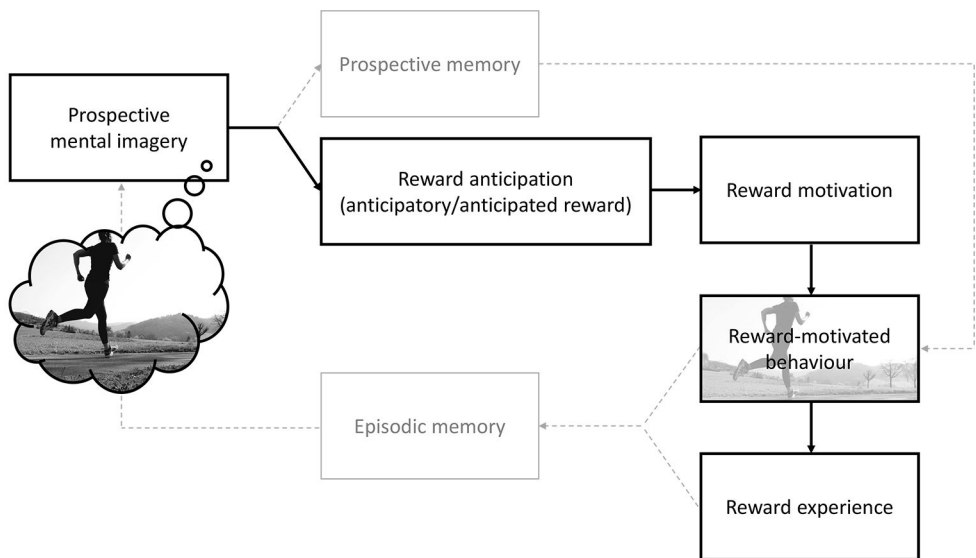 Prospective memory
Prospective
mental imagery
Reward anticipation
(anticipatory/anticipated reward)
Reward motivation
Reward-motivated
behaviour
Episodic memory
Reward experience